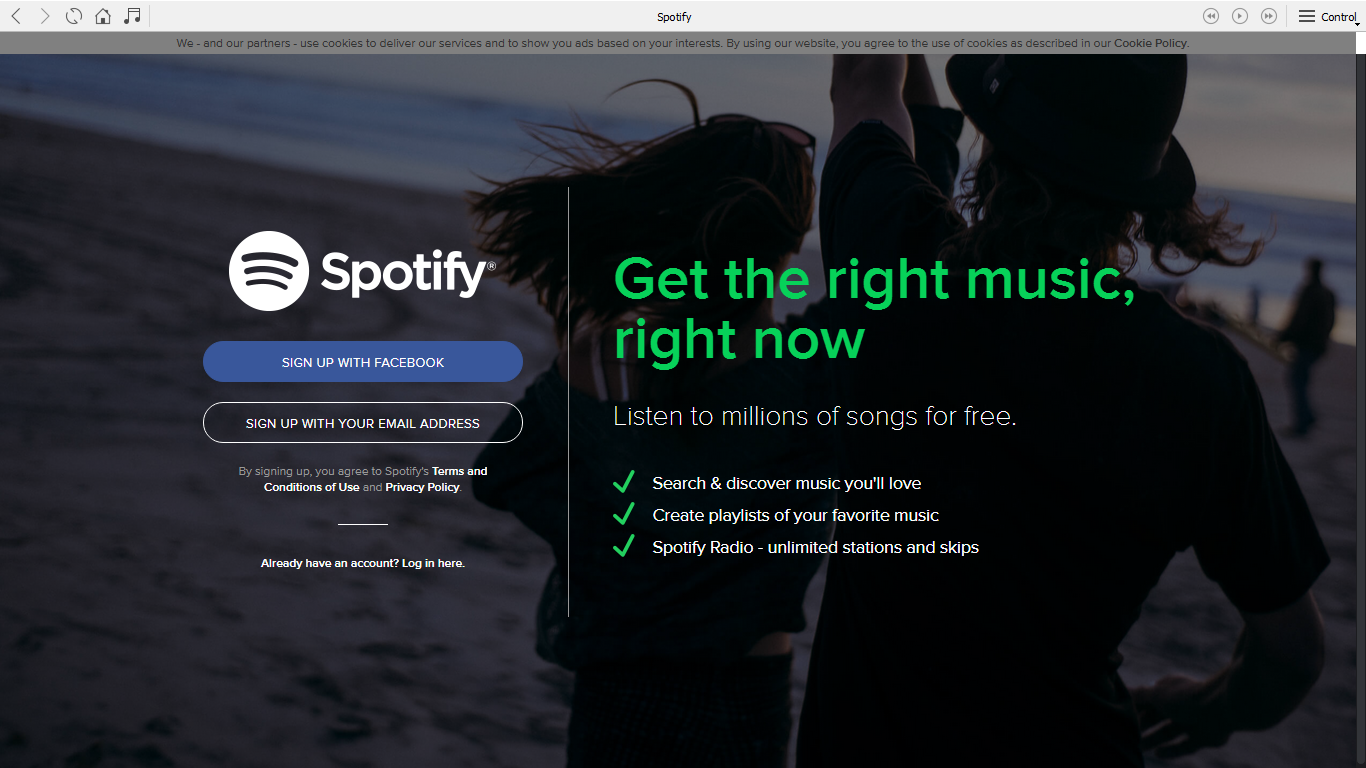 Spotify
Control
We - and our partners - use cookies to deliver our services and to show you ads based on your interests. By using our website, you agree to the use of cookies as described in our Cookie Policy.
Spotify®
SIGN UP WITH FACEBOOK
SIGN UP WITH YOUR EMAIL ADDRESS
By signing up, you agree to Spotify's Terms and
Conditions of Use and Privacy Policy.
Already have an account? Log in here.
Get the right music,
right now
Listen to millions of songs for free.
Search & discover music you'll love
Create playlists of your favorite music
Spotify Radio - unlimited stations and skips